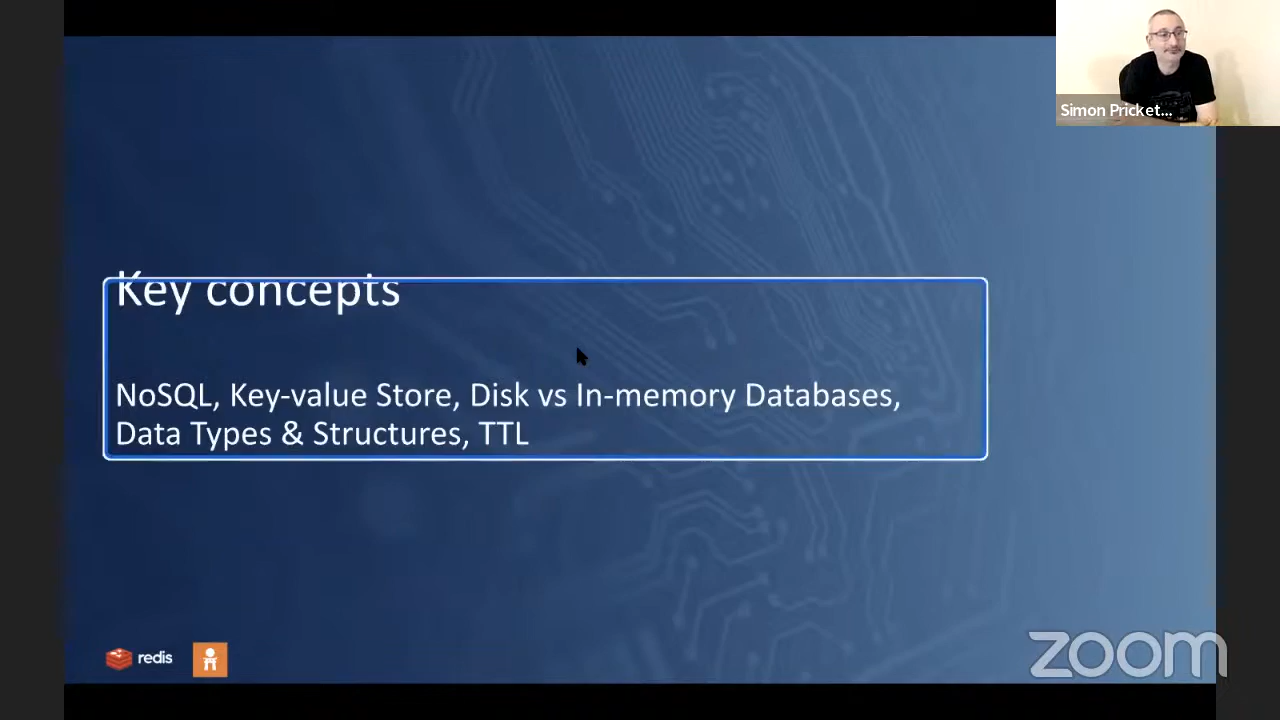 Simon Pricket...
Key concepts
NoSQL, Key-value Store, Disk vs In-memory Databases,
Data Types & Structures, TTL
redis
zoom